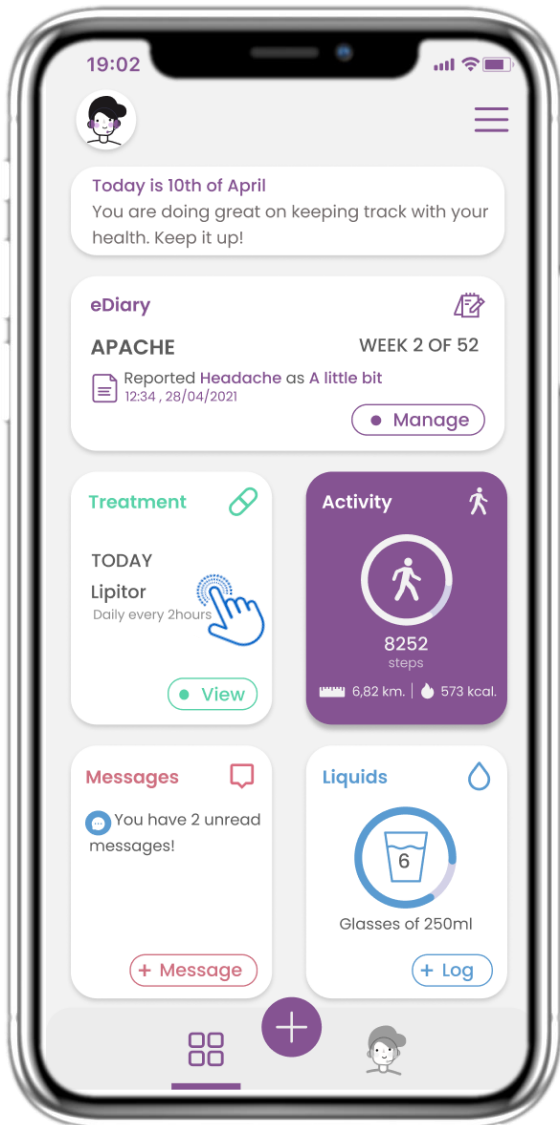 19:02
Today is 10th of April
You are doing great on keeping track with your
health. Keep it up!
eDiary
APACHE
WEEK 2 OF 52
Reported Headache as A little bit
12:34 , 28/04/2021
Manage
Treatment
TODAY
Lipitor
Daily every 2hours
View
Activity
8252
steps
6,82 km.
573 kcal.
Messages
You have 2 unread
messages!
+ Message
Liquids
6
Glasses of 250ml
+ Log